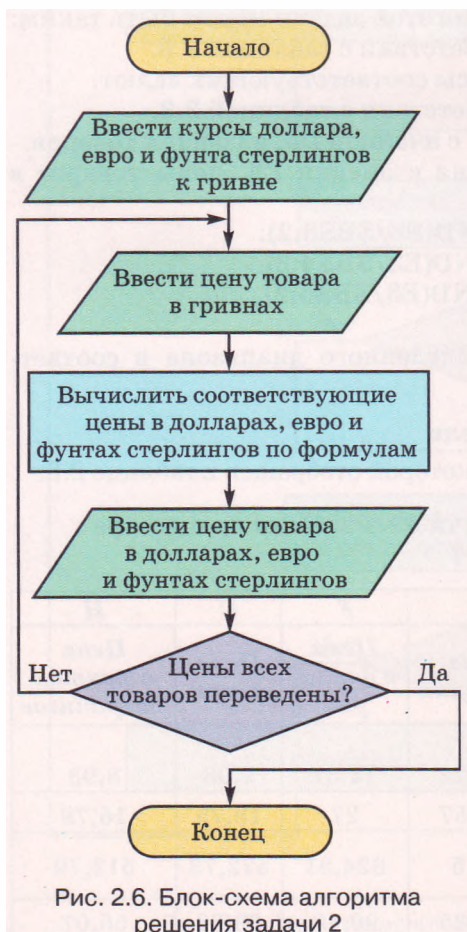 Начало
Ввести курсы доллара,
евро и фунта стерлингов
к гривне
Ввести цену товара
в гривнах
Вычислить соответствующие
цены в долларах, евро и
фунтах стерлингов по формулам
Ввести цену товара
в долларах, евро
и фунтах стерлингов
Нет
Цены всех
товаров переведены?
Да
Конец
Рис. 2.6. Блок-схема алгоритма
решения задачи 2